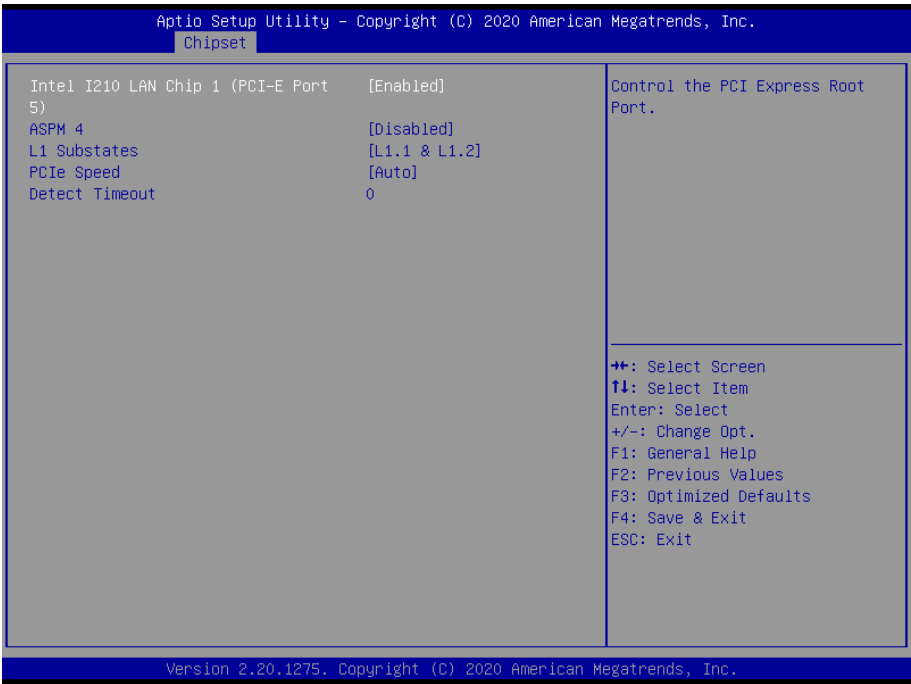 Aptio Setup Utility – Copyright (C) 2020 American Megatrends, Inc.
Chipset
Intel I210 LAN Chip 1 (PCI-E Port 5) [Enabled]
ASPM 4 [Disabled]
L1 Substates [L1.1 & L1.2]
PCIe Speed [Auto]
Detect Timeout 0
Control the PCI Express Root
Port.
→←: Select Screen
↑↓: Select Item
Enter: Select
+/-: Change Opt.
F1: General Help
F2: Previous Values
F3: Optimized Defaults
F4: Save & Exit
ESC: Exit
Version 2.20.1275. Copyright (C) 2020 American Megatrends, Inc.